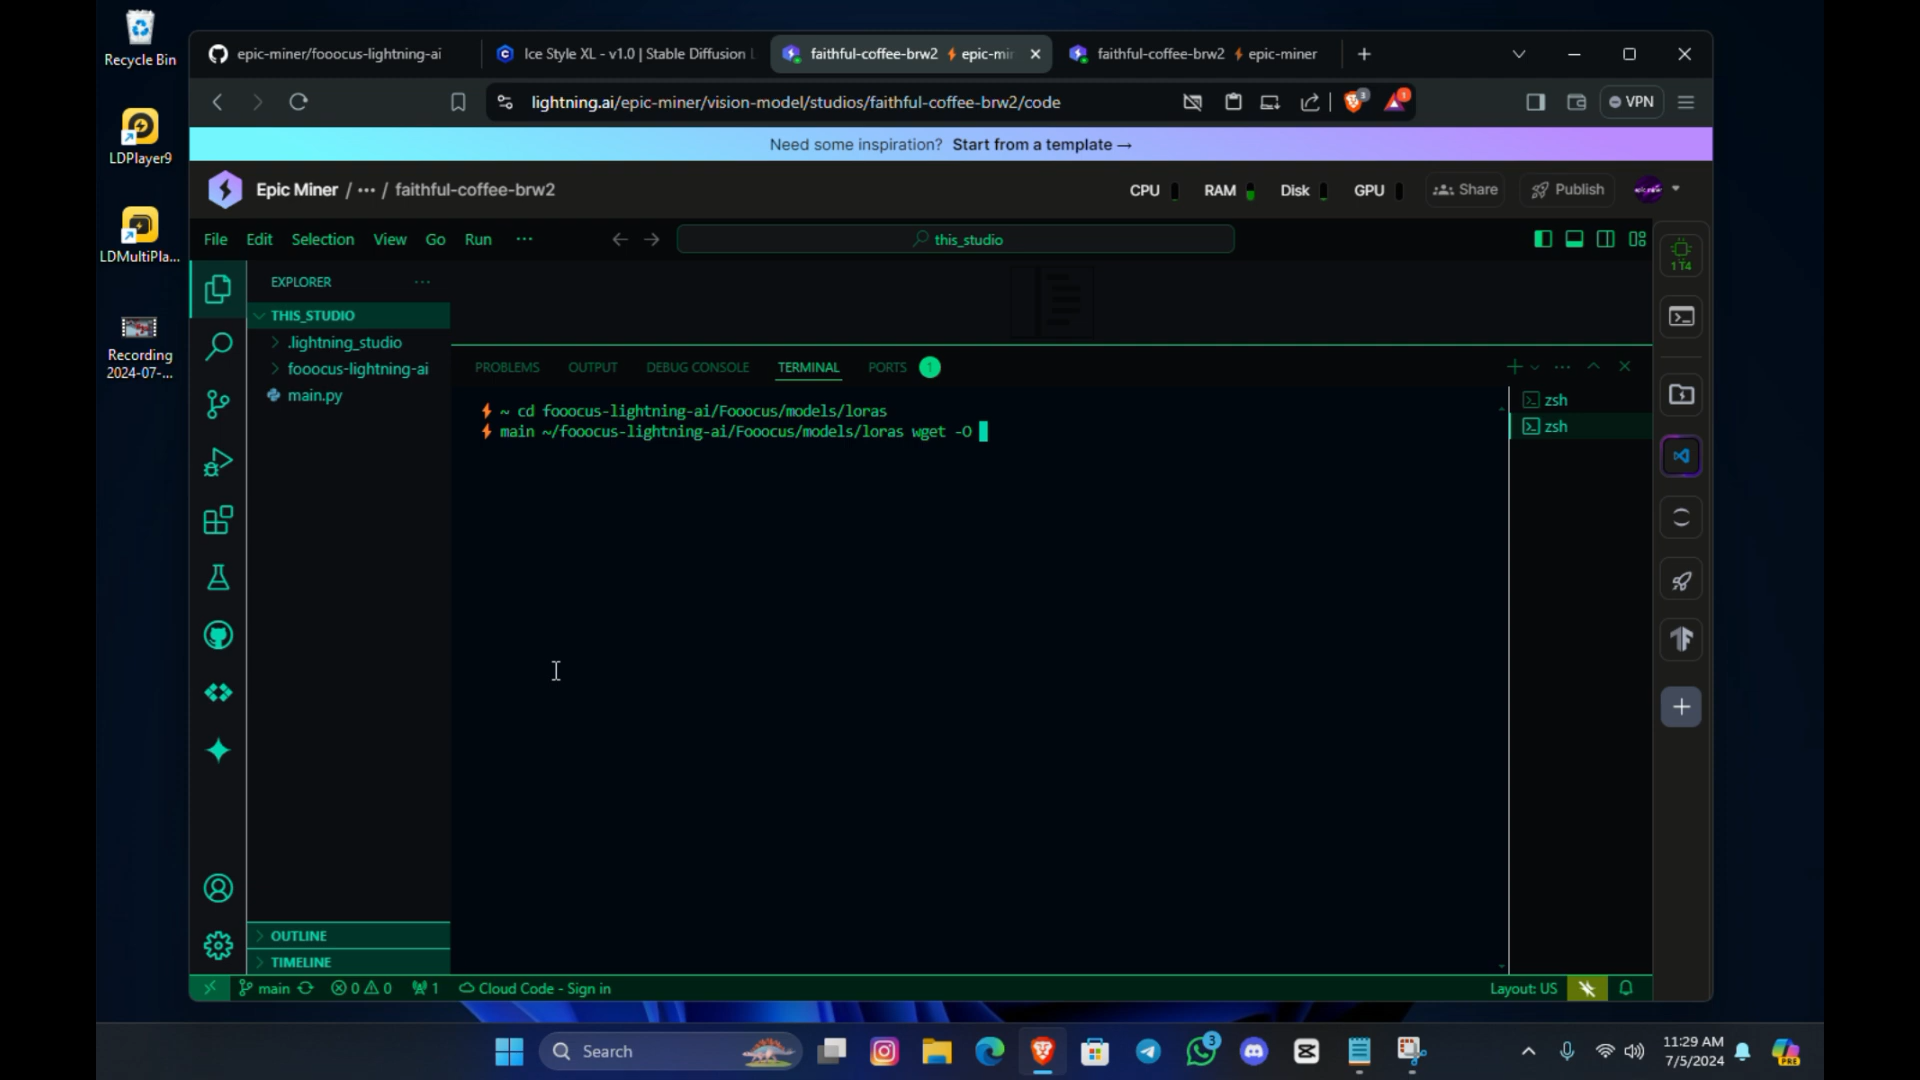 Recycle Bin
LDPlayer9
LDMultiPla...
Recording
2024-07-...
epic-miner/fooocus-lightning-ai
Ice Style XL - v1.0 | Stable Diffusion
faithful-coffee-brw2 epic-mi
faithful-coffee-brw2 epic-miner
lightning.ai/epic-miner/vision-model/studios/faithful-coffee-brw2/code
3
1
VPN
Need some inspiration? Start from a template →
Epic Miner / ··· / faithful-coffee-brw2
CPU RAM Disk GPU Share Publish
File Edit Selection View Go Run ···
this_studio
1 T4
EXPLORER
THIS_STUDIO
.lightning_studio
fooocus-lightning-ai
main.py
PROBLEMS OUTPUT DEBUG CONSOLE TERMINAL PORTS 1
~ cd fooocus-lightning-ai/Fooocus/models/loras
main ~/fooocus-lightning-ai/Fooocus/models/loras wget -O
zsh
zsh
OUTLINE
TIMELINE
main 0 0 1 Cloud Code - Sign in
Layout: US
Search
3
11:29 AM
7/5/2024
PRE